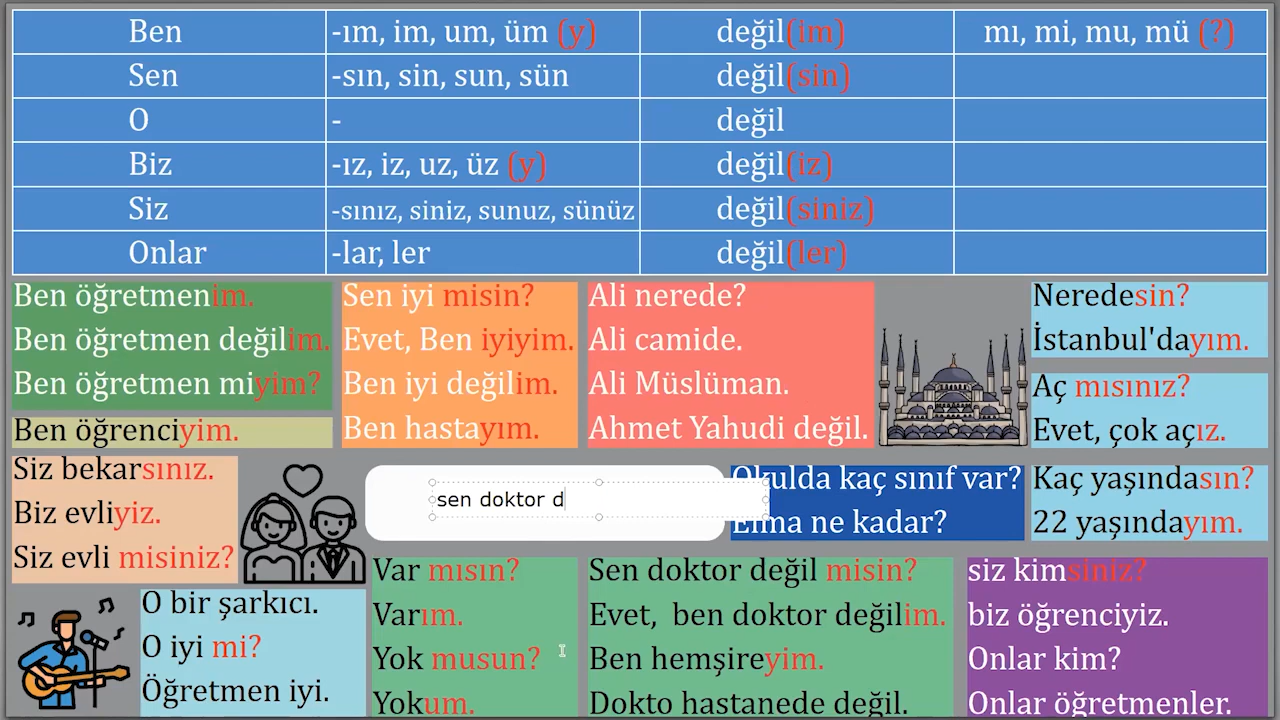 Ben -ım, im, um, üm (y) değil(im) mı, mi, mu, mü (?)
Sen -sın, sin, sun, sün değil(sin)
O - değil
Biz -ız, iz, uz, üz (y) değil(iz)
Siz -sınız, siniz, sunuz, sünüz değil(siniz)
Onlar -lar, ler değil(ler)
Ben öğretmenim.
Ben öğretmen değilim.
Ben öğretmen miyim?
Ben öğrenciyim.
Sen iyi misin?
Evet, Ben iyiyim.
Ben iyi değilim.
Ben hastayım.
Ali nerede?
Ali camide.
Ali Müslüman.
Ahmet Yahudi değil.
Neredesin?
İstanbul'dayım.
Aç mısınız?
Evet, çok açız.
Siz bekarsınız.
Biz evliyiz.
Siz evli misiniz?
sen doktor d
Okulda kaç sınıf var?
Elma ne kadar?
Kaç yaşındasın?
22 yaşındayım.
O bir şarkıcı.
O iyi mi?
Öğretmen iyi.
Var mısın?
Varım.
Yok musun?
Yokum.
Sen doktor değil misin?
Evet, ben doktor değilim.
Ben hemşireyim.
Dokto hastanede değil.
siz kimsiniz?
biz öğrenciyiz.
Onlar kim?
Onlar öğretmenler.